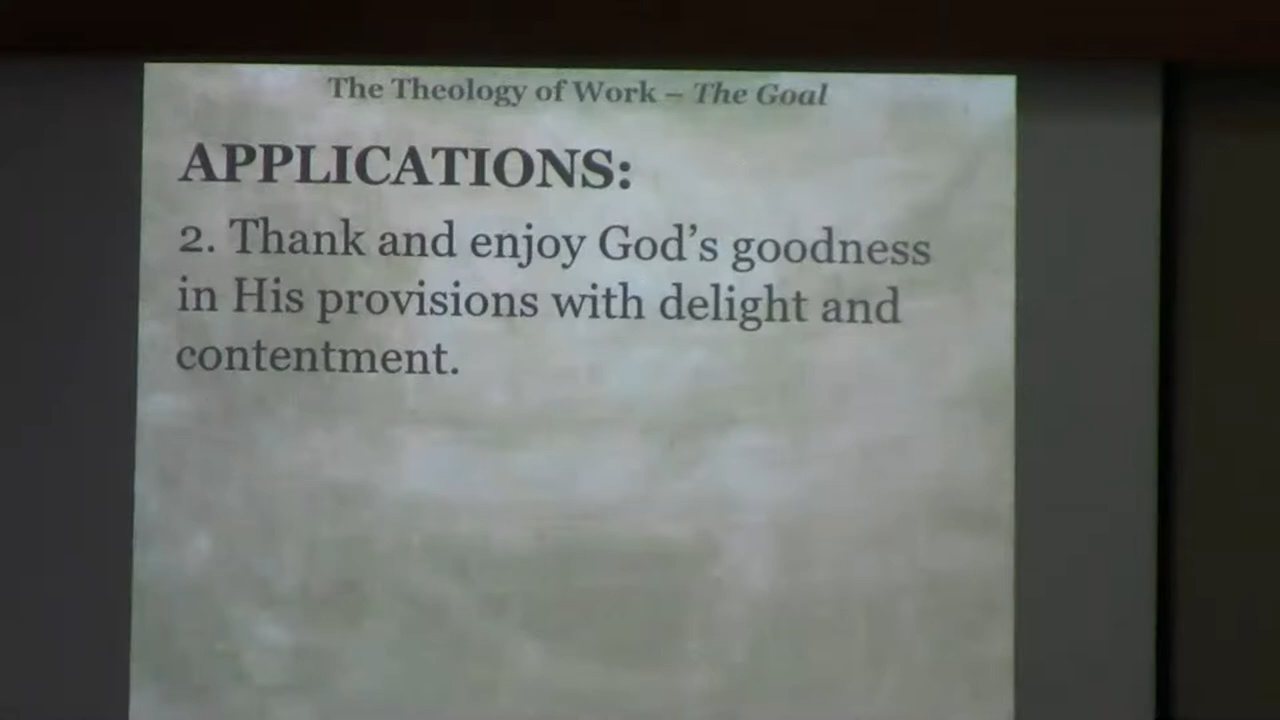 The Theology of Work – The Goal
APPLICATIONS:
2. Thank and enjoy God’s goodness
in His provisions with delight and
contentment.